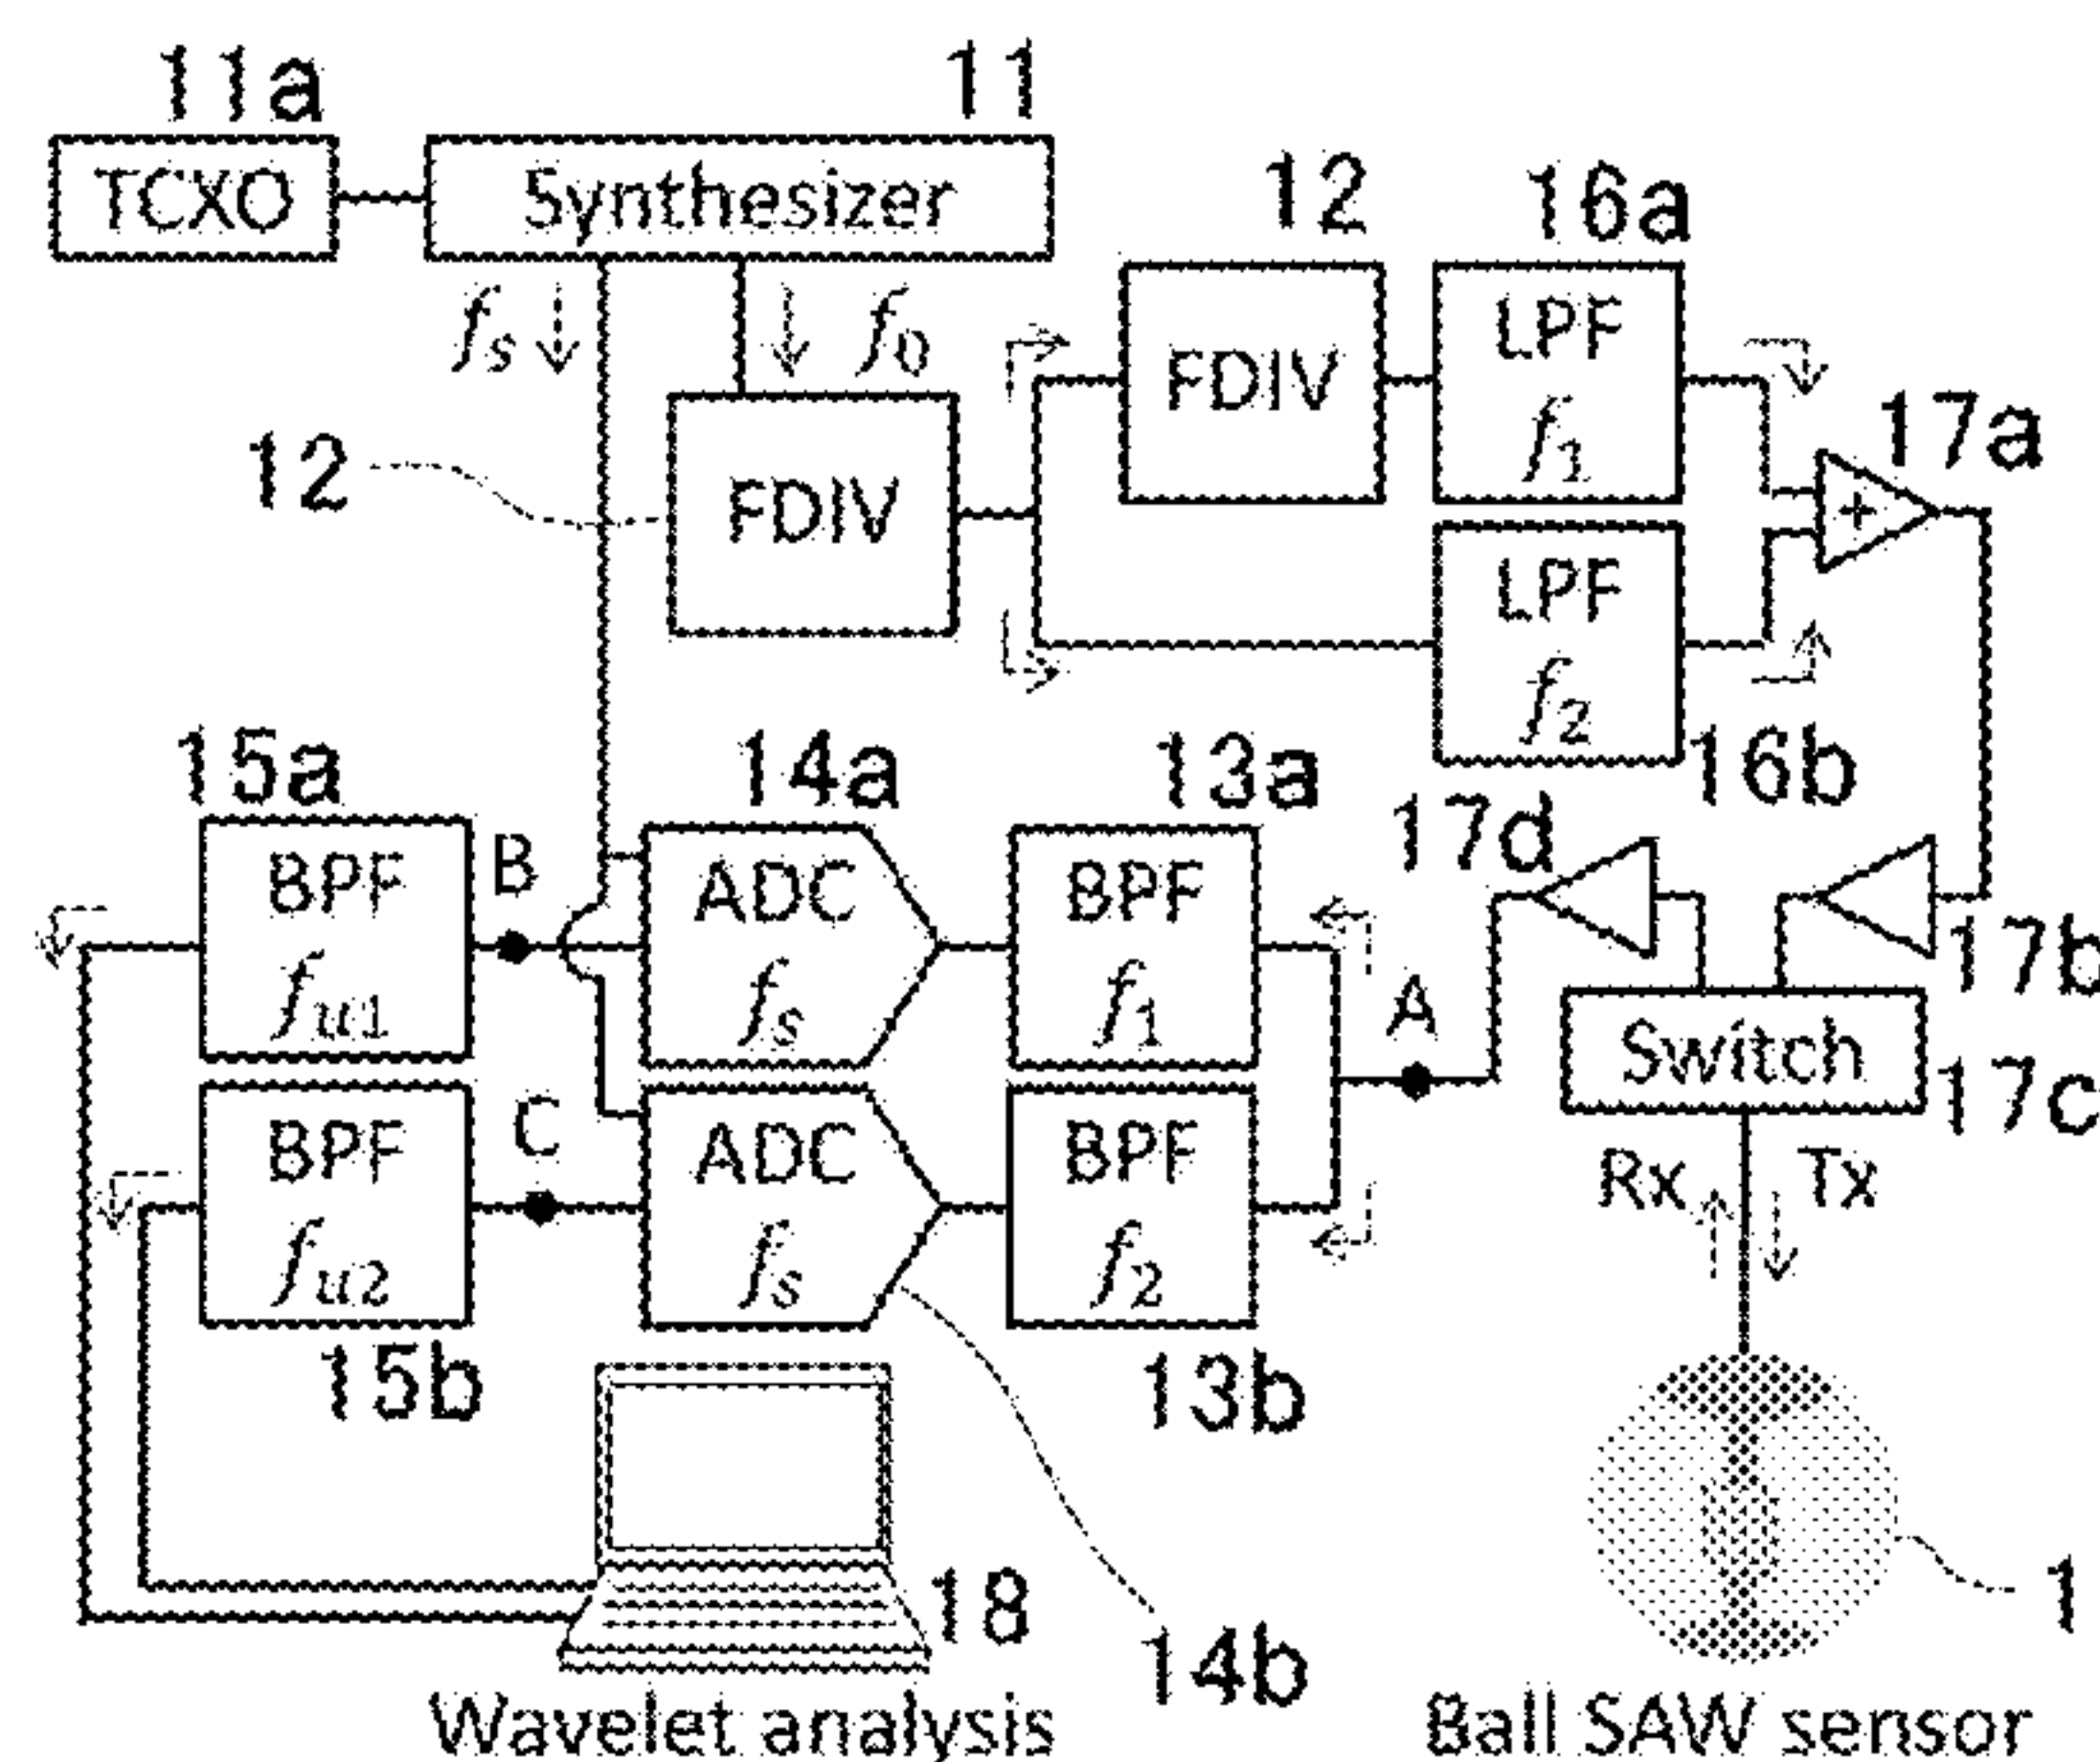 11a
11
TCXO
Synthesizer
12
16a
fs
f0
FDIV
LPF
f1
17a
12
FDIV
+
LPF
f2
16b
15a
14a
13a
17d
BPF
fu1
B
ADC
fs
BPF
f1
A
17b
Switch
17c
BPF
fu2
C
ADC
fs
BPF
f2
Rx
Tx
15b
13b
18
14b
1
Wavelet analysis
Ball SAW sensor